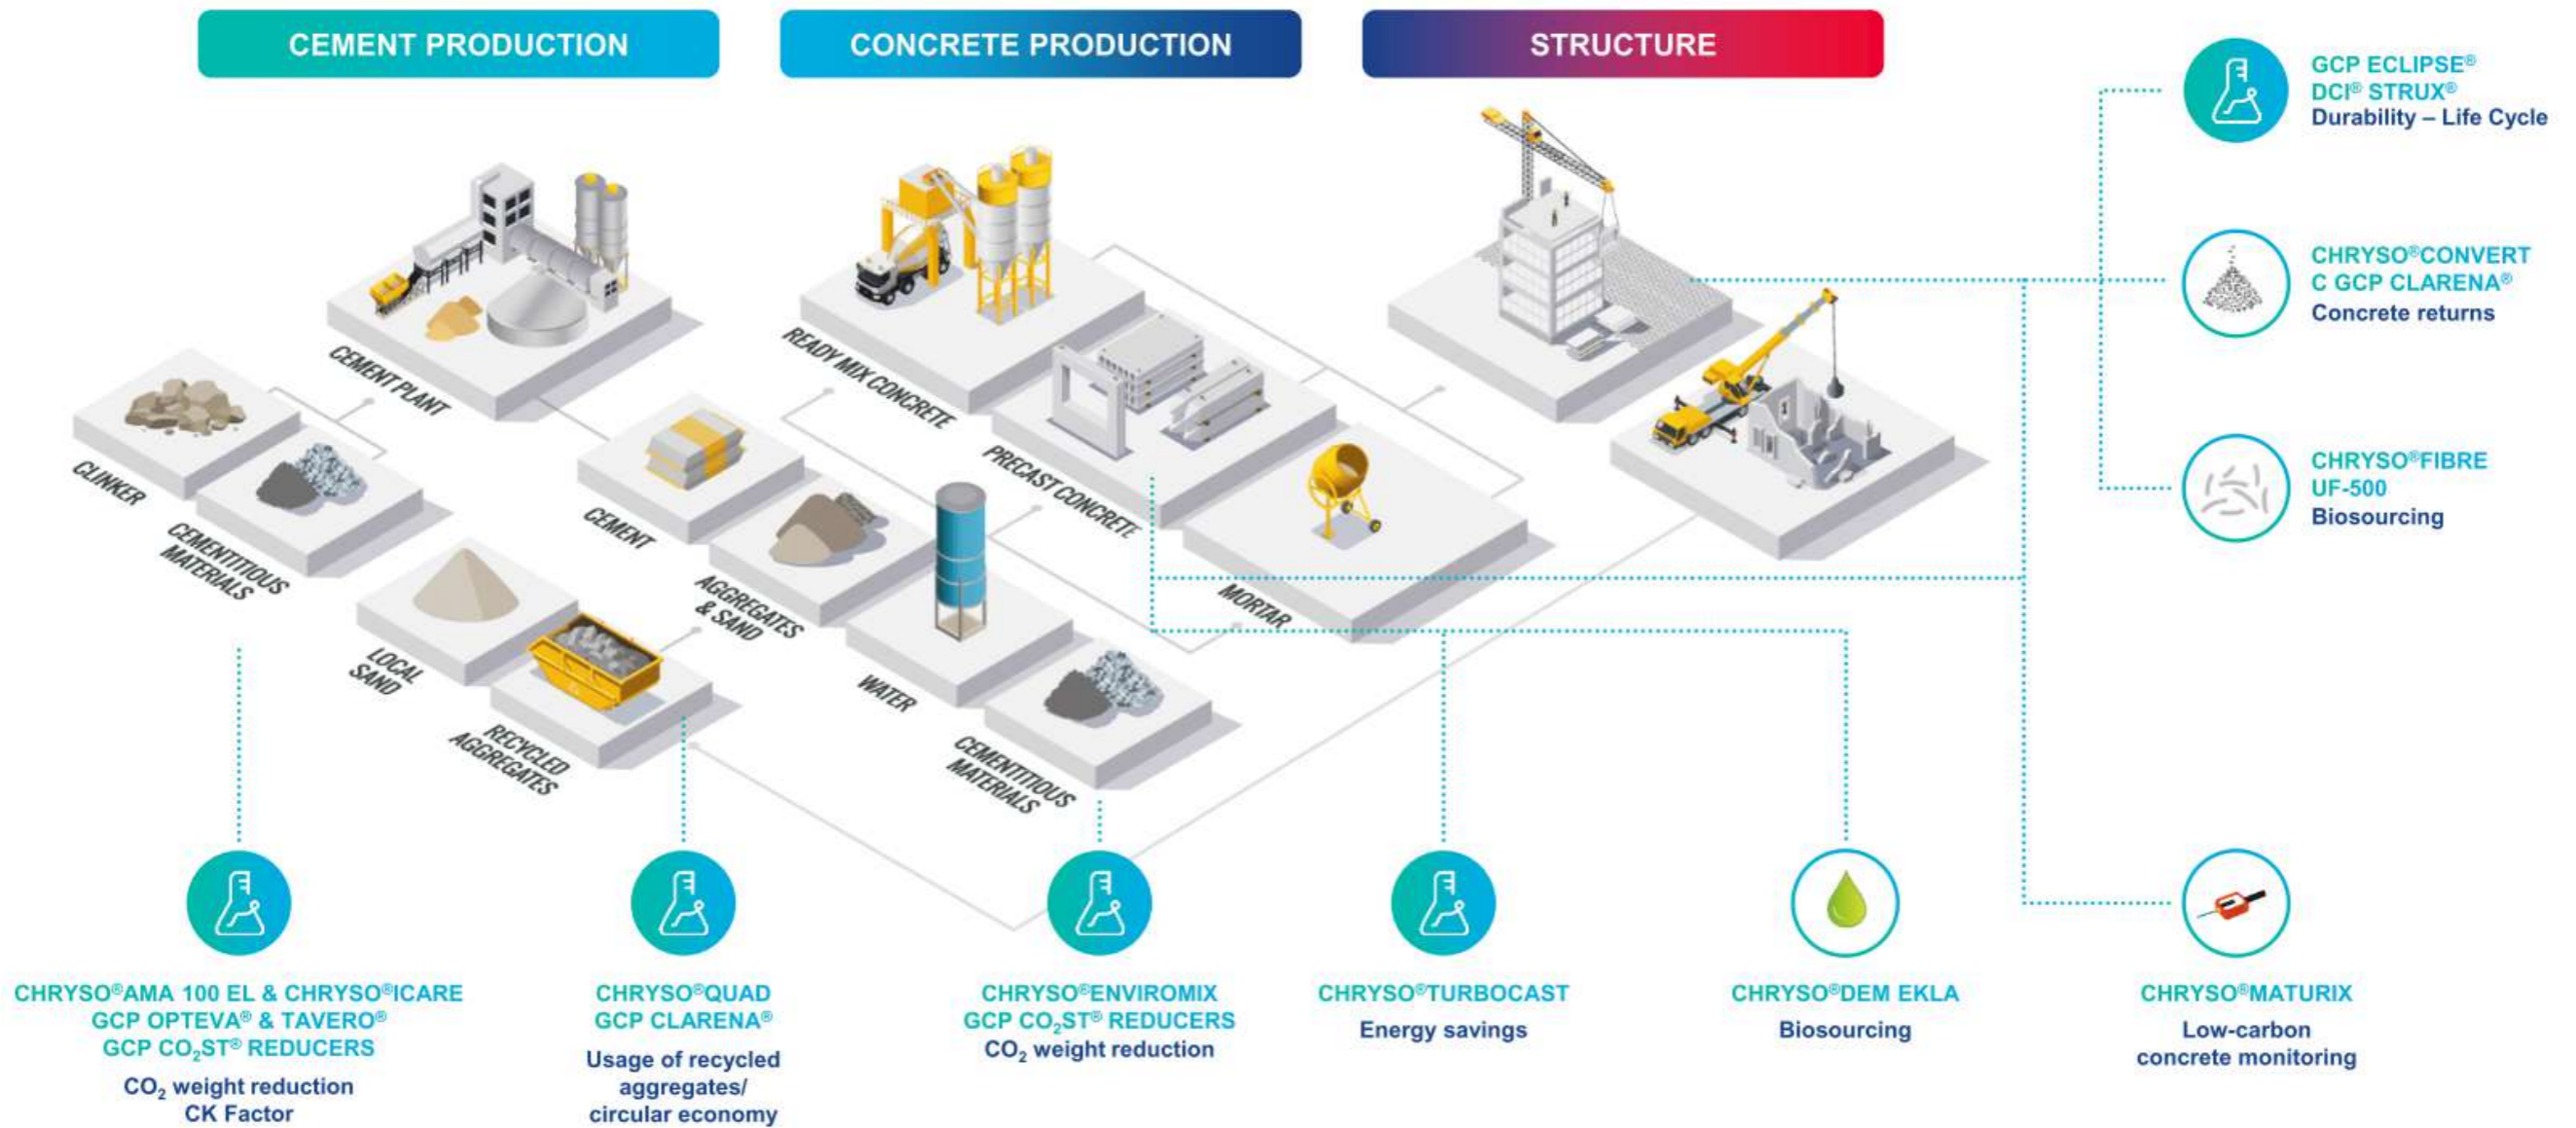 CEMENT PRODUCTION
CONCRETE PRODUCTION
STRUCTURE
GCP ECLIPSE®
DCI® STRUX®
Durability – Life Cycle
CHRYSO®CONVERT
C GCP CLARENA®
Concrete returns
CHRYSO®FIBRE
UF-500
Biosourcing
CEMENT PLANT
CLINKER
CEMENTITIOUS
MATERIALS
LOCAL
SAND
RECYCLED
AGGREGATES
READY MIX CONCRETE
PRECAST CONCRETE
MORTAR
CEMENT
AGGREGATES
& SAND
WATER
CEMENTITIOUS
MATERIALS
CHRYSO®AMA 100 EL & CHRYSO®ICARE
GCP OPTEVA® & TAVERO®
GCP CO₂ST® REDUCERS
CO₂ weight reduction
CK Factor
CHRYSO®QUAD
GCP CLARENA®
Usage of recycled
aggregates/
circular economy
CHRYSO®ENVIROMIX
GCP CO₂ST® REDUCERS
CO₂ weight reduction
CHRYSO®TURBOCAST
Energy savings
CHRYSO®DEM EKLA
Biosourcing
CHRYSO®MATURIX
Low-carbon
concrete monitoring